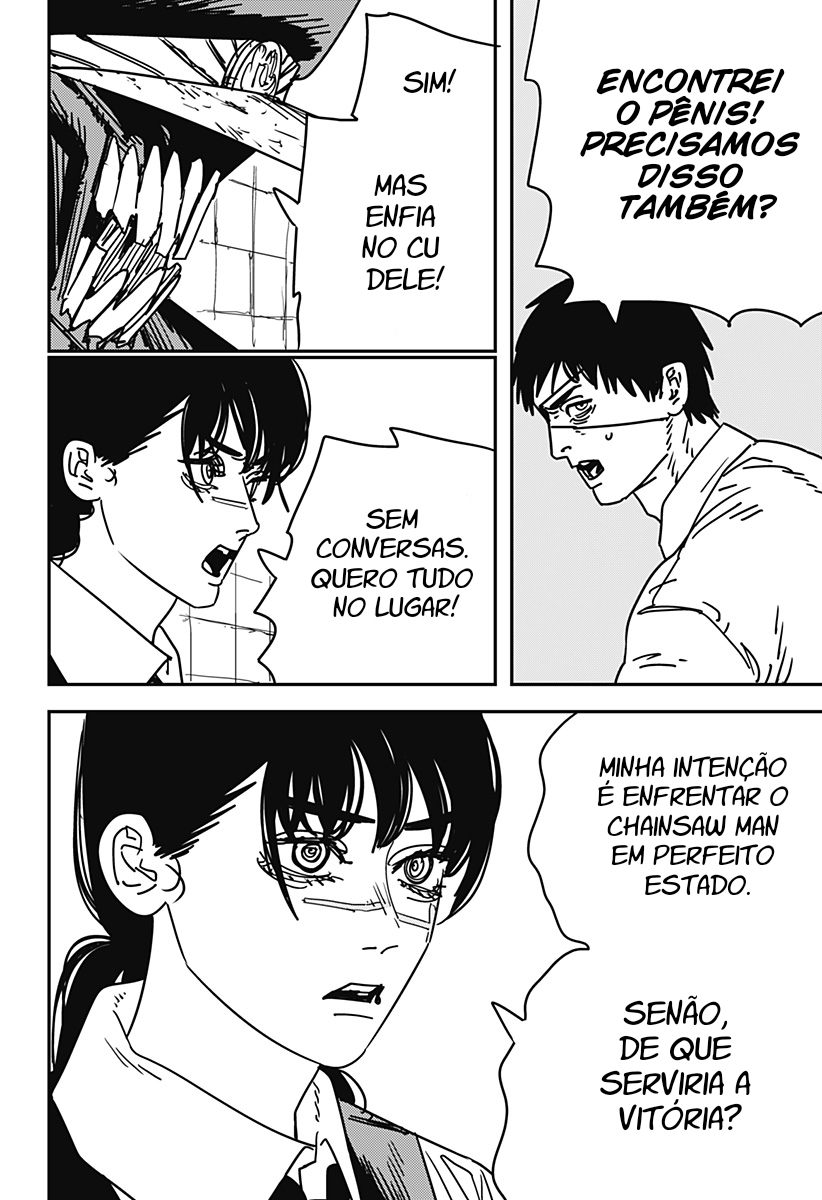 ENCONTREI
O PÊNIS!
PRECISAMOS
DISSO
TAMBÉM?
SIM!
MAS
ENFIA
NO CU
DELE!
SEM
CONVERSAS.
QUERO TUDO
NO LUGAR!
MINHA INTENÇÃO
É ENFRENTAR O
CHAINSAW MAN
EM PERFEITO
ESTADO.
SENÃO,
DE QUE
SERVIRIA A
VITÓRIA?